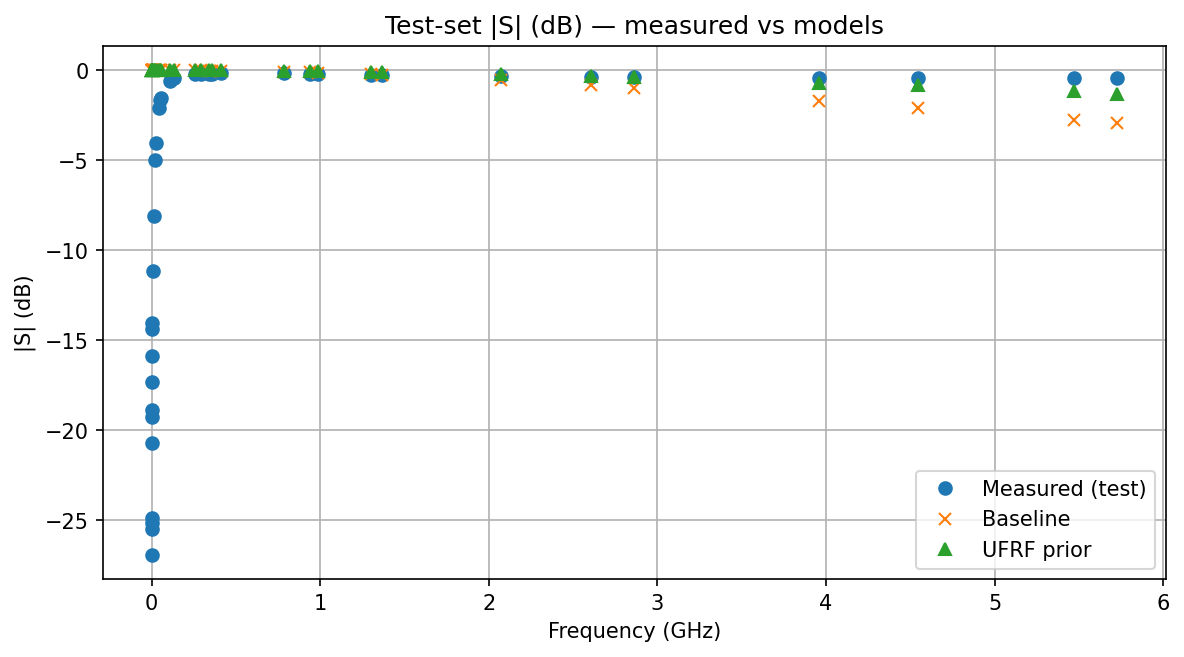 Test-set |S| (dB) — measured vs models
|S| (dB)
0
−5
−10
−15
−20
−25
0 1 2 3 4 5 6
Frequency (GHz)
Measured (test)
Baseline
UFRF prior